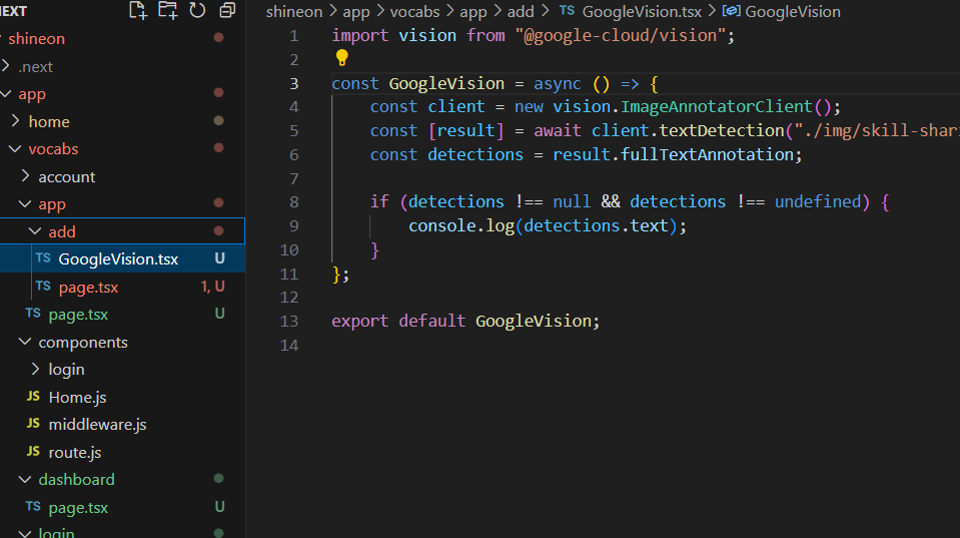 NEXT
shineon
.next
app
home
vocabs
account
app
add
TS GoogleVision.tsx U
TS page.tsx 1, U
TS page.tsx U
components
login
JS Home.js
JS middleware.js
JS route.js
dashboard
TS page.tsx U
login
shineon > app > vocabs > app > add > TS GoogleVision.tsx > GoogleVision
1 import vision from "@google-cloud/vision";
2
3 const GoogleVision = async () => {
4 const client = new vision.ImageAnnotatorClient();
5 const [result] = await client.textDetection("./img/skill-shar
6 const detections = result.fullTextAnnotation;
7
8 if (detections !== null && detections !== undefined) {
9 console.log(detections.text);
10 }
11 };
12
13 export default GoogleVision;
14